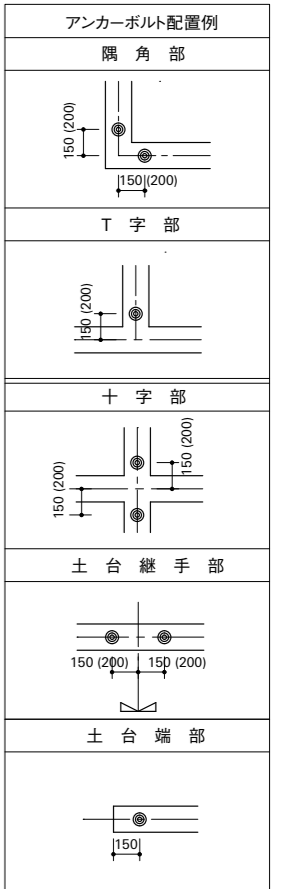 アンカーボルト配置例
隅 角 部
150 (200)
150 (200)
T 字 部
150 (200)
十 字 部
150 (200)
150 (200)
土 台 継 手 部
150 (200) 150 (200)
土 台 端 部
150